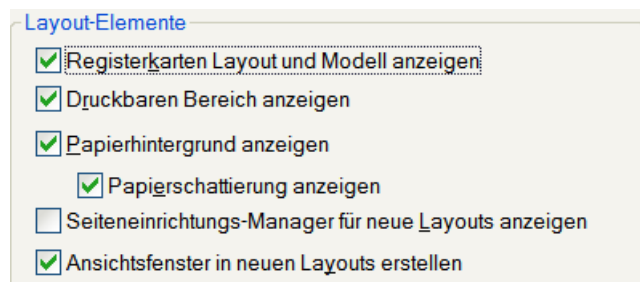 Layout-Elemente
Registerkarten Layout und Modell anzeigen
Druckbaren Bereich anzeigen
Papierhintergrund anzeigen
Papierschattierung anzeigen
Seiteneinrichtungs-Manager für neue Layouts anzeigen
Ansichtsfenster in neuen Layouts erstellen